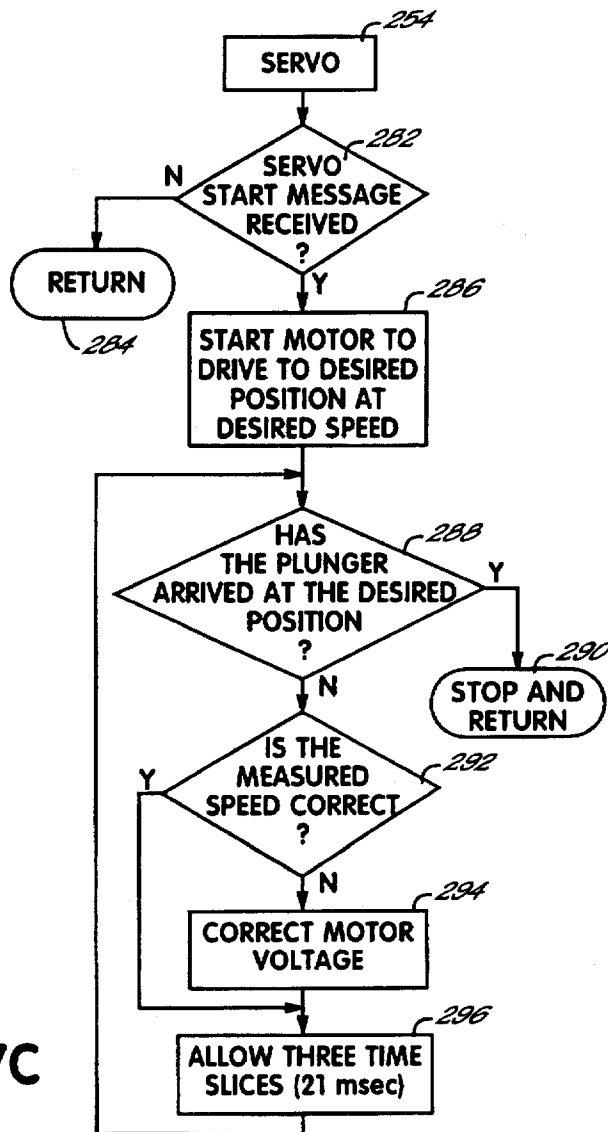 254
SERVO
282
SERVO
START MESSAGE
RECEIVED
?
N
Y
RETURN
284
286
START MOTOR TO
DRIVE TO DESIRED
POSITION AT
DESIRED SPEED
288
HAS
THE PLUNGER
ARRIVED AT THE DESIRED
POSITION
?
Y
N
290
STOP AND
RETURN
292
IS THE
MEASURED
SPEED CORRECT
?
Y
N
294
CORRECT MOTOR
VOLTAGE
296
ALLOW THREE TIME
SLICES (21 msec)
7C